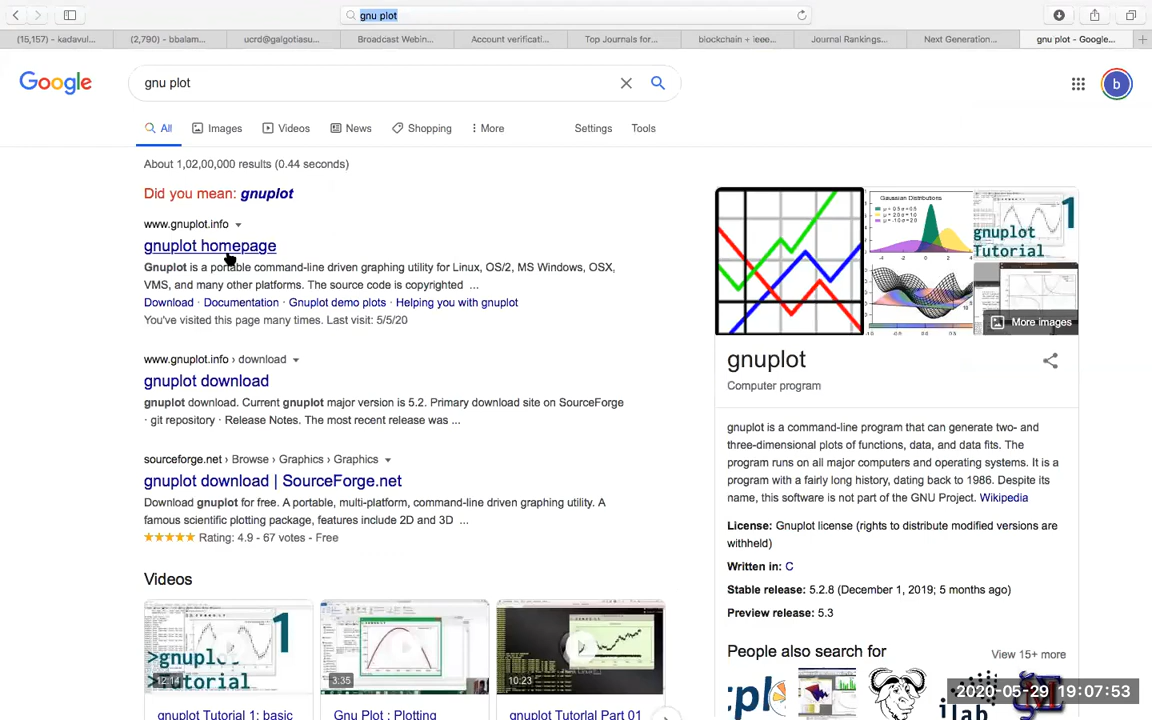 gnu plot
(15,157) - kadavul...
(2,790) - bbalam...
ucrd@galgotiasu...
Broadcast Webin...
Account verificati...
Top Journals for...
blockchain + ieee...
Journal Rankings...
Next Generation...
gnu plot - Google...
Google
gnu plot
b
All
Images
Videos
News
Shopping
More
Settings
Tools
About 1,02,00,000 results (0.44 seconds)
Did you mean: gnuplot
www.gnuplot.info
gnuplot homepage
Gnuplot is a portable command-line driven graphing utility for Linux, OS/2, MS Windows, OSX,
VMS, and many other platforms. The source code is copyrighted ...
Download · Documentation · Gnuplot demo plots · Helping you with gnuplot
You've visited this page many times. Last visit: 5/5/20
www.gnuplot.info › download
gnuplot download
gnuplot download. Current gnuplot major version is 5.2. Primary download site on SourceForge
· git repository · Release Notes. The most recent release was ...
sourceforge.net › Browse › Graphics › Graphics
gnuplot download | SourceForge.net
Download gnuplot for free. A portable, multi-platform, command-line driven graphing utility. A
famous scientific plotting package, features include 2D and 3D ...
Rating: 4.9 - 67 votes - Free
Videos
1
>gnuplot
>tutorial
12:14
3:35
10:23
gnuplot Tutorial 1: basic
Gnu Plot : Plotting
gnuplot Tutorial Part 01
Gaussian Distributions
1
gnuplot
Tutorial
More images
gnuplot
Computer program
gnuplot is a command-line program that can generate two- and
three-dimensional plots of functions, data, and data fits. The
program runs on all major computers and operating systems. It is a
program with a fairly long history, dating back to 1986. Despite its
name, this software is not part of the GNU Project. Wikipedia
License: Gnuplot license (rights to distribute modified versions are
withheld)
Written in: C
Stable release: 5.2.8 (December 1, 2019; 5 months ago)
Preview release: 5.3
People also search for
View 15+ more
2020-05-29 19:07:53